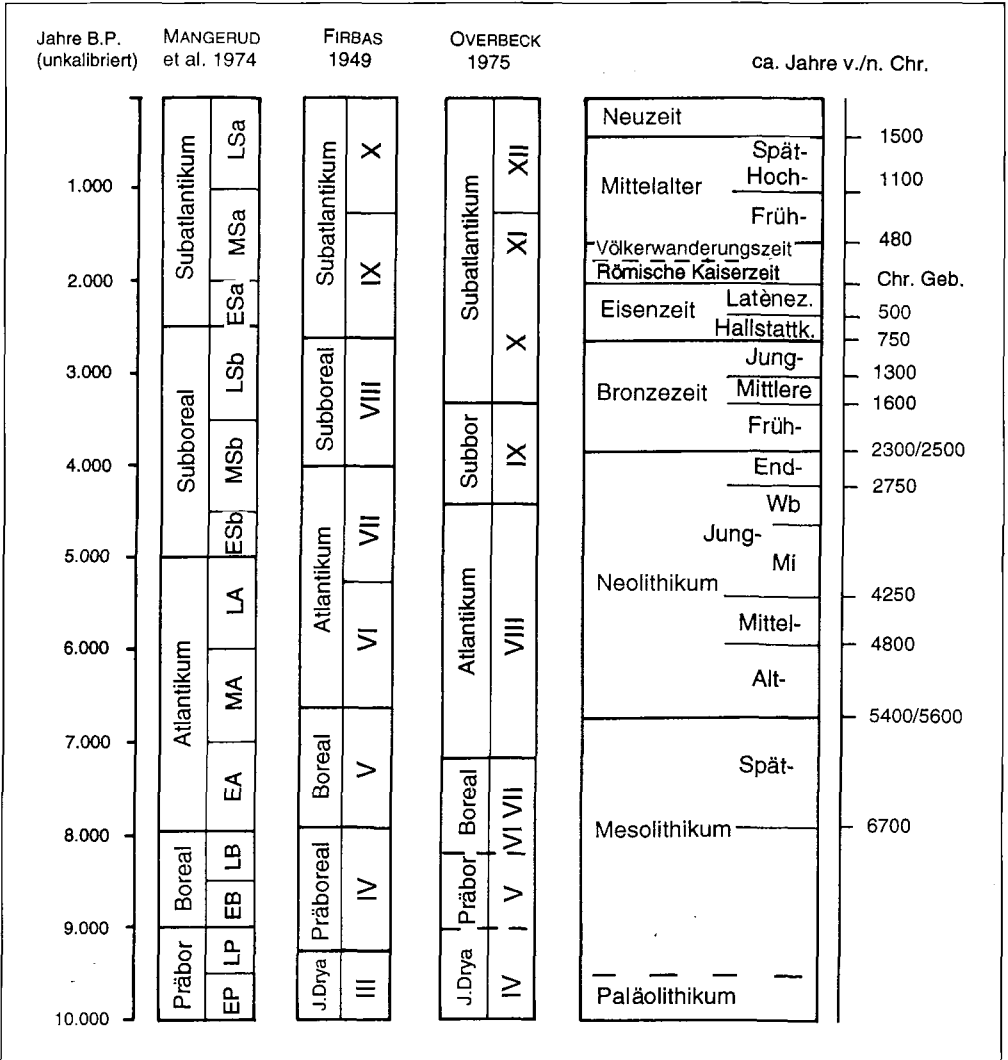 Jahre B.P.
(unkalibriert)
MANGERUD
et al. 1974
FIRBAS
1949
OVERBECK
1975
ca. Jahre v./n. Chr.
1.000
2.000
3.000
4.000
5.000
6.000
7.000
8.000
9.000
10.000
Subatlantikum
LSa
MSa
ESa
Subboreal
LSb
MSb
ESb
Atlantikum
LA
MA
EA
Boreal
LB
EB
Präbor
LP
EP
Subatlantikum
X
IX
Subboreal
VIII
Atlantikum
VII
VI
Boreal
V
Präboreal
IV
J.Drya
III
Subatlantikum
XII
XI
X
Subbor
IX
Atlantikum
VIII
Boreal
VI VII
Präbor
V
J.Drya
IV
Neuzeit
Mittelalter
Spät-
Hoch-
Früh-
Völkerwanderungszeit
Römische Kaiserzeit
Eisenzeit
Latènez.
Hallstattk.
Bronzezeit
Jung-
Mittlere
Früh-
Neolithikum
End-
Wb
Jung-
Mi
Mittel-
Alt-
Mesolithikum
Spät-
Paläolithikum
1500
1100
480
Chr. Geb.
500
750
1300
1600
2300/2500
2750
4250
4800
5400/5600
6700